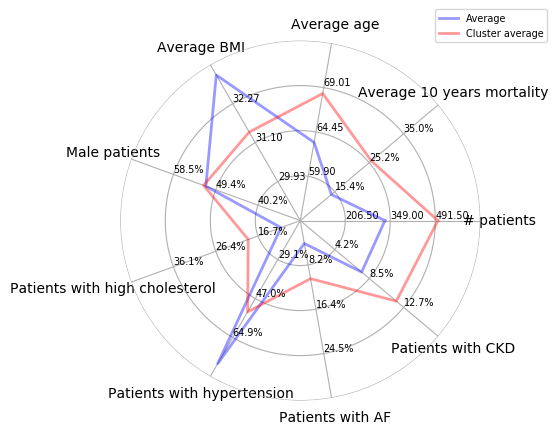 Average
Cluster average
Average age
Average BMI
69.01
Average 10 years mortality
32.27
64.45
35.0%
31.10
Male patients
25.2%
58.5%
29.93
59.90
49.4%
15.4%
40.2%
206.50
349.00
491.50
# patients
16.7%
26.4%
4.2%
29.1%
8.2%
36.1%
8.5%
Patients with high cholesterol
47.0%
12.7%
16.4%
64.9%
24.5%
Patients with CKD
Patients with hypertension
Patients with AF